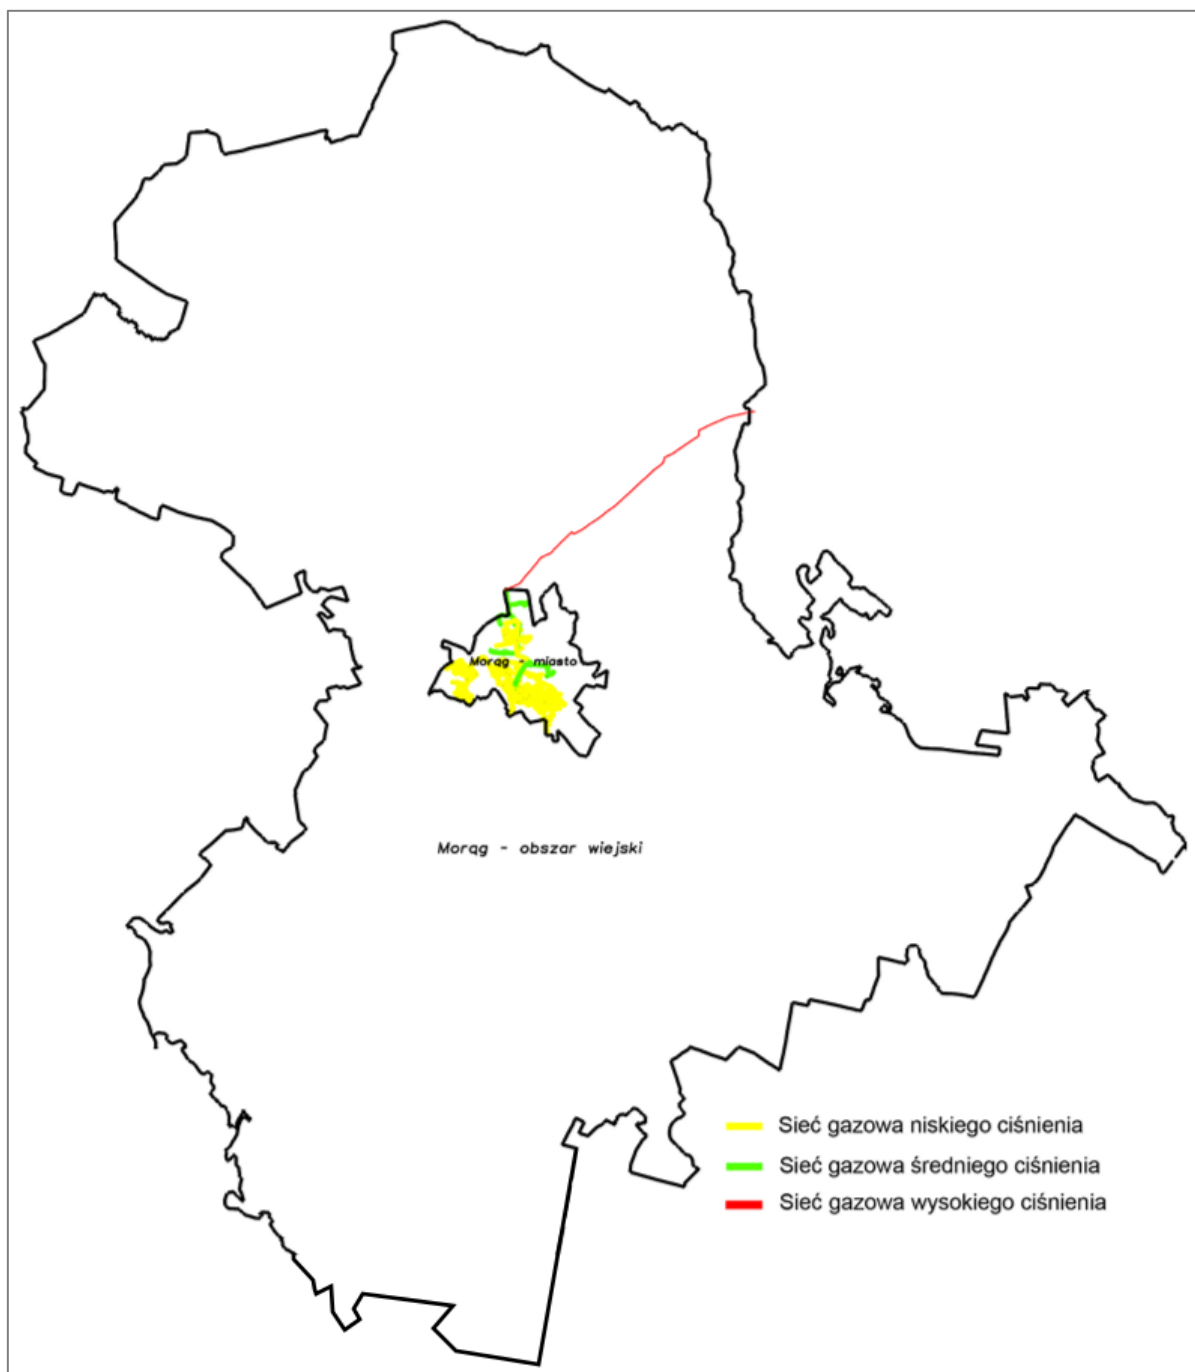 Morąg - miasto
Morąg - obszar wiejski
Sieć gazowa niskiego ciśnienia
Sieć gazowa średniego ciśnienia
Sieć gazowa wysokiego ciśnienia